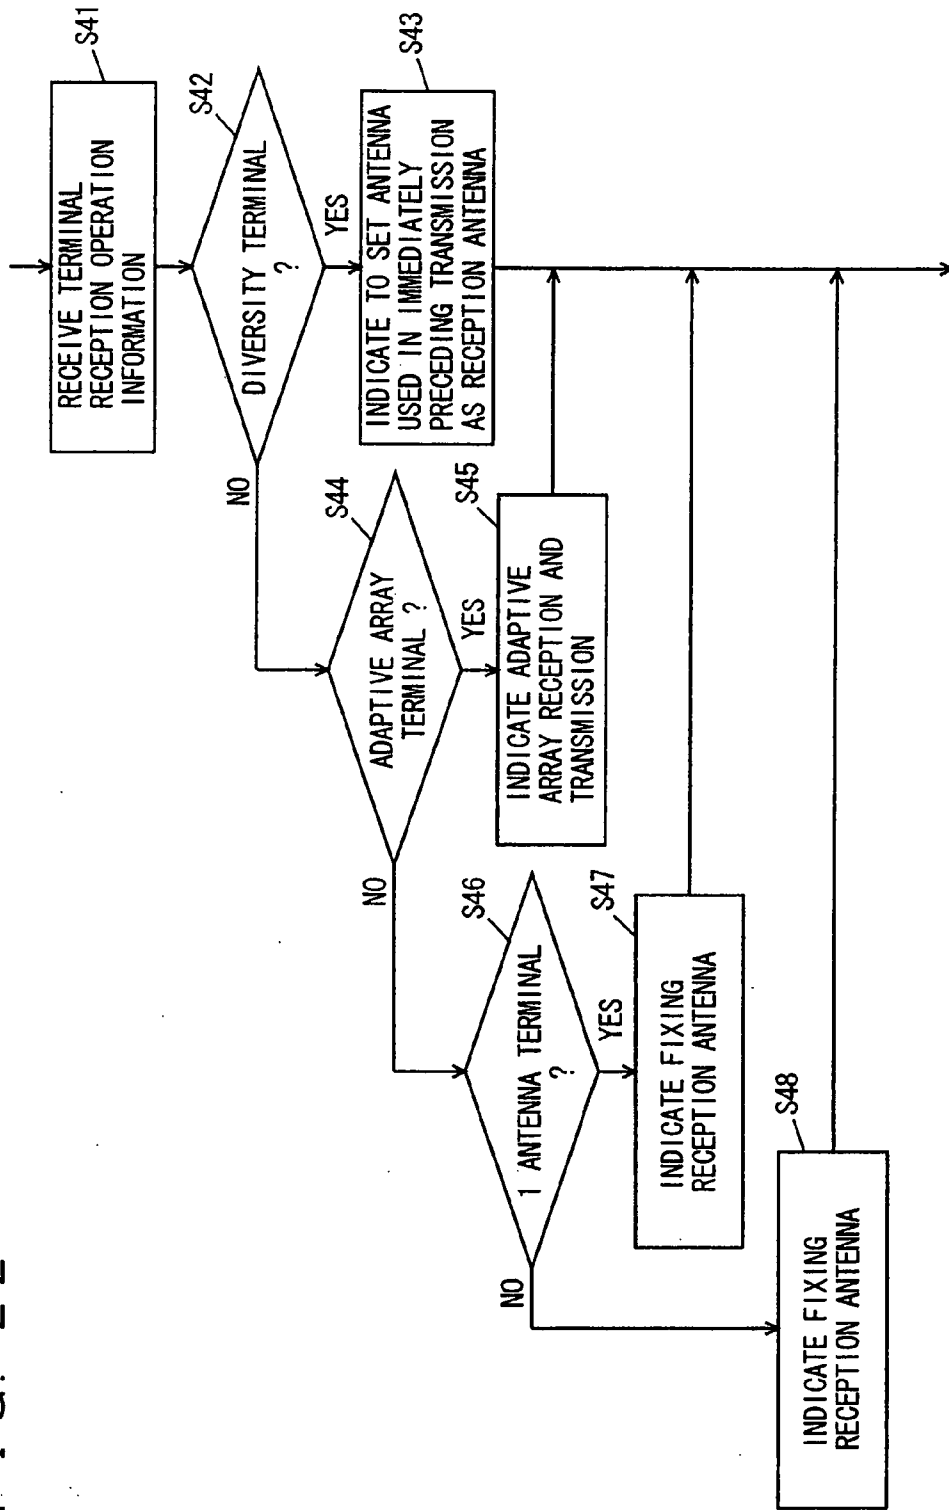 S41
RECEIVE TERMINAL
RECEPTION OPERATION
INFORMATION
S42
DIVERSITY TERMINAL
?
YES
NO
S43
INDICATE TO SET ANTENNA
USED IN IMMEDIATELY
PRECEDING TRANSMISSION
AS RECEPTION ANTENNA
S44
ADAPTIVE ARRAY
TERMINAL ?
YES
NO
S45
INDICATE ADAPTIVE
ARRAY RECEPTION AND
TRANSMISSION
S46
1 ANTENNA TERMINAL
?
YES
NO
S47
INDICATE FIXING
RECEPTION ANTENNA
S48
INDICATE FIXING
RECEPTION ANTENNA